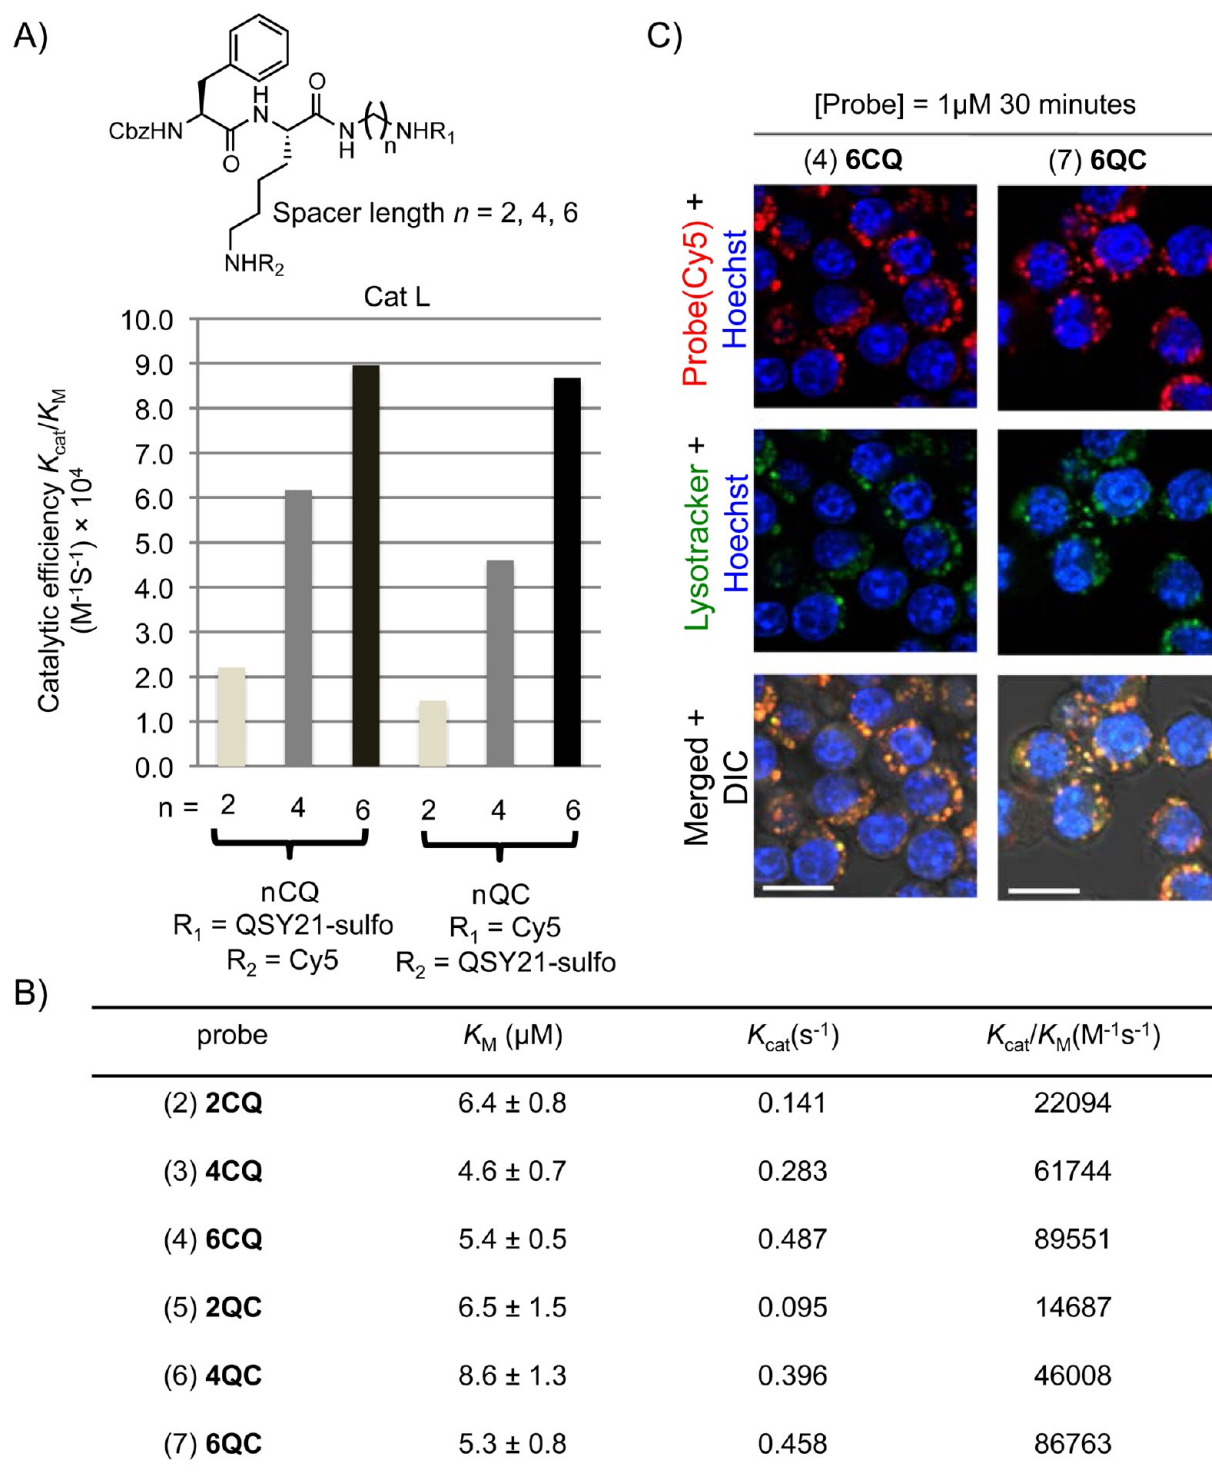 A)
CbzHN
O
H
N
O
N
H
n
NHR1
Spacer length n = 2, 4, 6
NHR2
Cat L
Catalytic efficiency Kcat/KM
(M-1S-1) × 104
10.0
9.0
8.0
7.0
6.0
5.0
4.0
3.0
2.0
1.0
0.0
n = 2 4 6 2 4 6
nCQ
R1 = QSY21-sulfo
R2 = Cy5
nQC
R1 = Cy5
R2 = QSY21-sulfo
C)
[Probe] = 1µM 30 minutes
(4) 6CQ (7) 6QC
Probe(Cy5) +
Hoechst
Lysotracker +
Hoechst
Merged +
DIC
B)
probe KM (µM) Kcat(s-1) Kcat/KM(M-1s-1)
(2) 2CQ 6.4 ± 0.8 0.141 22094
(3) 4CQ 4.6 ± 0.7 0.283 61744
(4) 6CQ 5.4 ± 0.5 0.487 89551
(5) 2QC 6.5 ± 1.5 0.095 14687
(6) 4QC 8.6 ± 1.3 0.396 46008
(7) 6QC 5.3 ± 0.8 0.458 86763